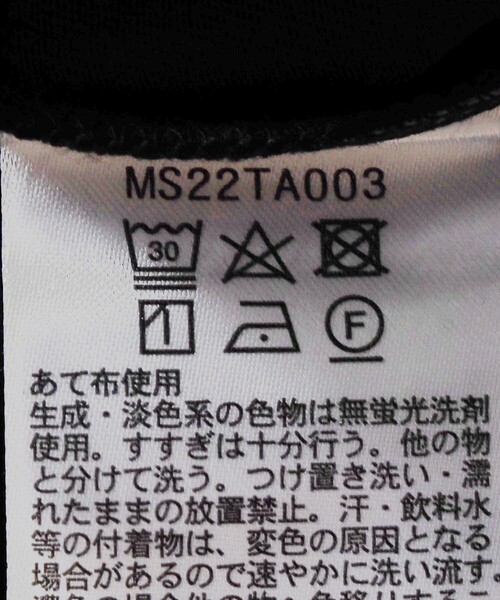 MS22TA003
30
F
あて布使用
生成・淡色系の色物は無蛍光洗剤
使用。すすぎは十分行う。他の物
と分けて洗う。つけ置き洗い・濡
れたままの放置禁止。汗・飲料水
等の付着物は、変色の原因となる
場合があるので速やかに洗い流す。